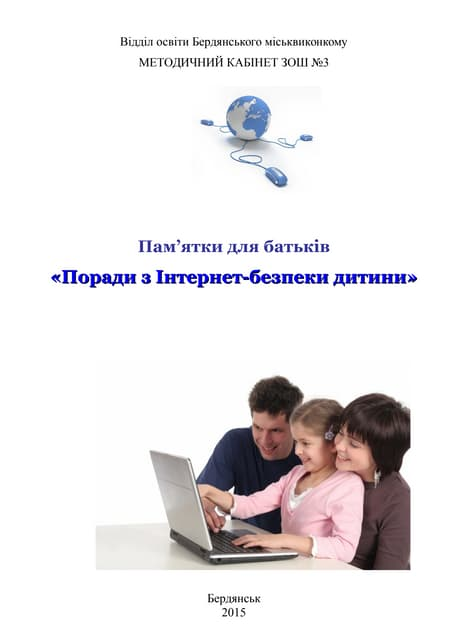 Відділ освіти Бердянського міськвиконкому
МЕТОДИЧНИЙ КАБІНЕТ ЗОШ №3
Пам’ятки для батьків
«Поради з Інтернет-безпеки дитини»
Бердянськ
2015